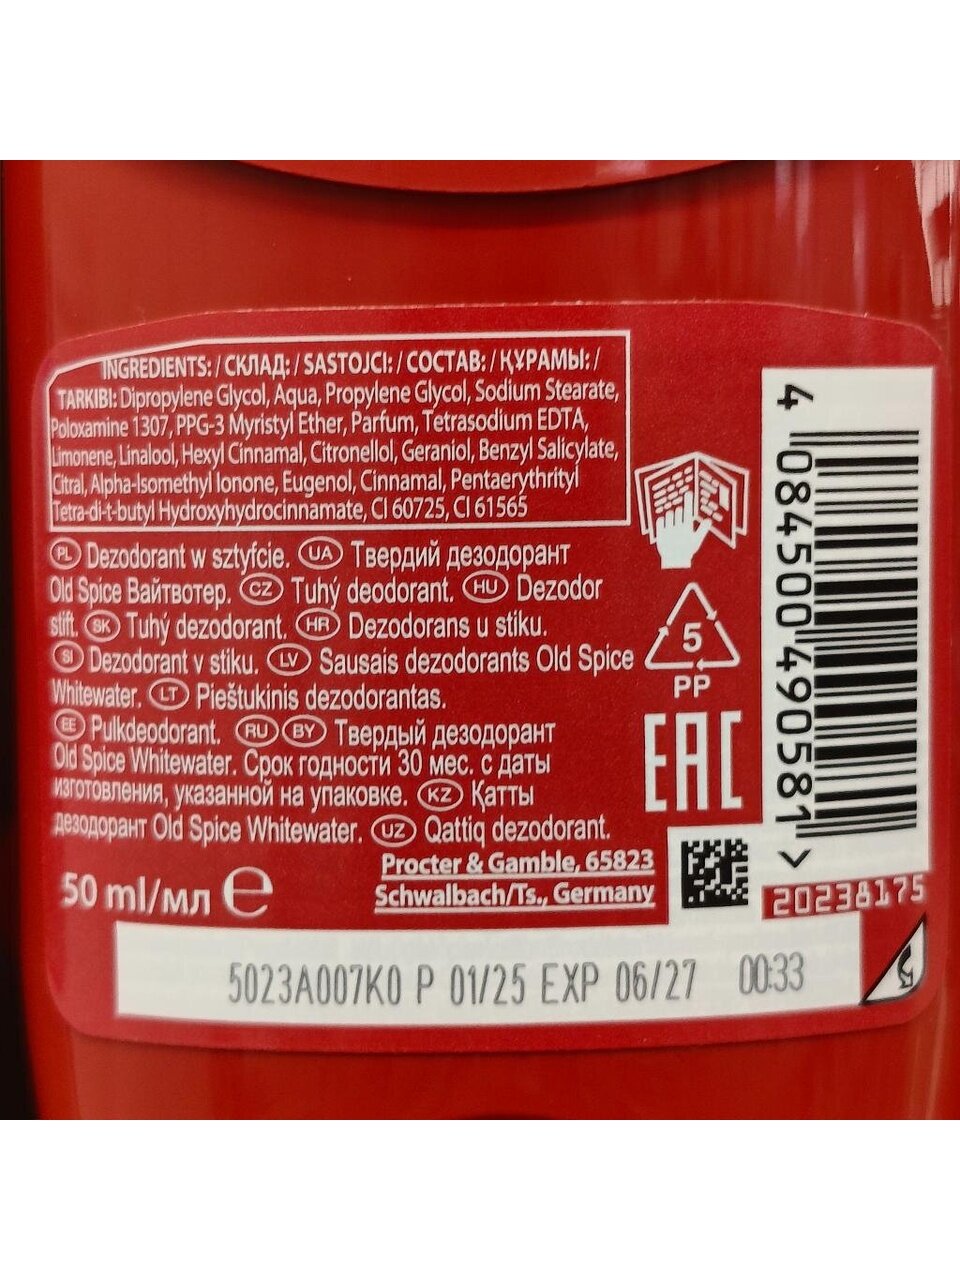 INGREDIENTS: / СКЛАД: / SASTOJCI: / СОСТАВ: / ҚҰРАМЫ: /
TARKIBI: Dipropylene Glycol, Aqua, Propylene Glycol, Sodium Stearate,
Poloxamine 1307, PPG-3 Myristyl Ether, Parfum, Tetrasodium EDTA,
Limonene, Linalool, Hexyl Cinnamal, Citronellol, Geraniol, Benzyl Salicylate,
Citral, Alpha-Isomethyl Ionone, Eugenol, Cinnamal, Pentaerythrityl
Tetra-di-t-butyl Hydroxyhydrocinnamate, CI 60725, CI 61565
PL Dezodorant w sztyfcie. UA Твердий дезодорант
Old Spice Вайтвотер. CZ Tuhý deodorant. HU Dezodor
stift. SK Tuhý dezodorant. HR Dezodorans u stiku.
SI Dezodorant v stiku. LV Sausais dezodorants Old Spice
Whitewater. LT Pieštukinis dezodorantas.
EE Pulkdeodorant. RU BY Твердый дезодорант
Old Spice Whitewater. Срок годности 30 мес. с даты
изготовления, указанной на упаковке. KZ Қатты
дезодорант Old Spice Whitewater. UZ Qattiq dezodorant.
Procter & Gamble, 65823
Schwalbach/Ts., Germany
50 ml/мл e
5
PP
EAC
4 084500 490581 >
20238175
5023A007K0 P 01/25 EXP 06/27 00:33